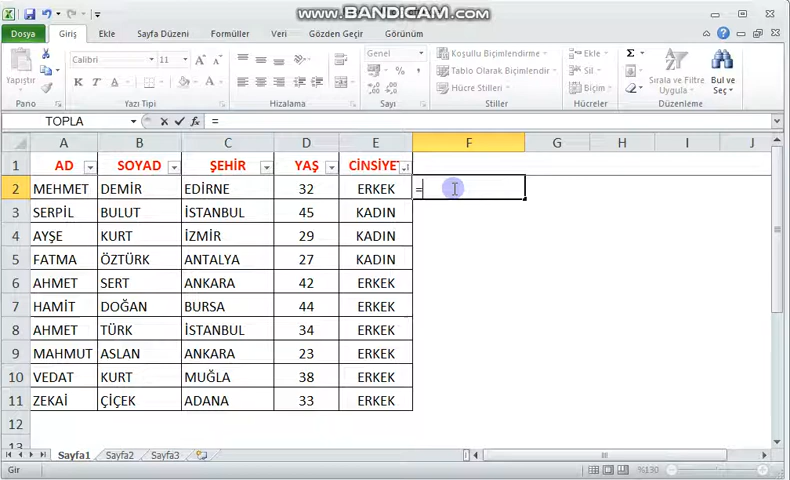 www.BANDICAM.com
Dosya Giriş Ekle Sayfa Düzeni Formüller Veri Gözden Geçir Görünüm
Yapıştır
Pano
Calibri 11
K T A
Yazı Tipi
Hizalama
Genel
%
Sayı
Koşullu Biçimlendirme
Tablo Olarak Biçimlendir
Hücre Stilleri
Stiller
Ekle
Sil
Biçim
Hücreler
Σ
Sırala ve Filtre Uygula
Bul ve Seç
Düzenleme
TOPLA fx =
A B C D E F G H I J
1 AD SOYAD ŞEHİR YAŞ CİNSİYET
2 MEHMET DEMİR EDİRNE 32 ERKEK =
3 SERPİL BULUT İSTANBUL 45 KADIN
4 AYŞE KURT İZMİR 29 KADIN
5 FATMA ÖZTÜRK ANTALYA 27 KADIN
6 AHMET SERT ANKARA 42 ERKEK
7 HAMİT DOĞAN BURSA 44 ERKEK
8 AHMET TÜRK İSTANBUL 34 ERKEK
9 MAHMUT ASLAN ANKARA 23 ERKEK
10 VEDAT KURT MUĞLA 38 ERKEK
11 ZEKAİ ÇİÇEK ADANA 33 ERKEK
12
13
Sayfa1 Sayfa2 Sayfa3
Gir %130